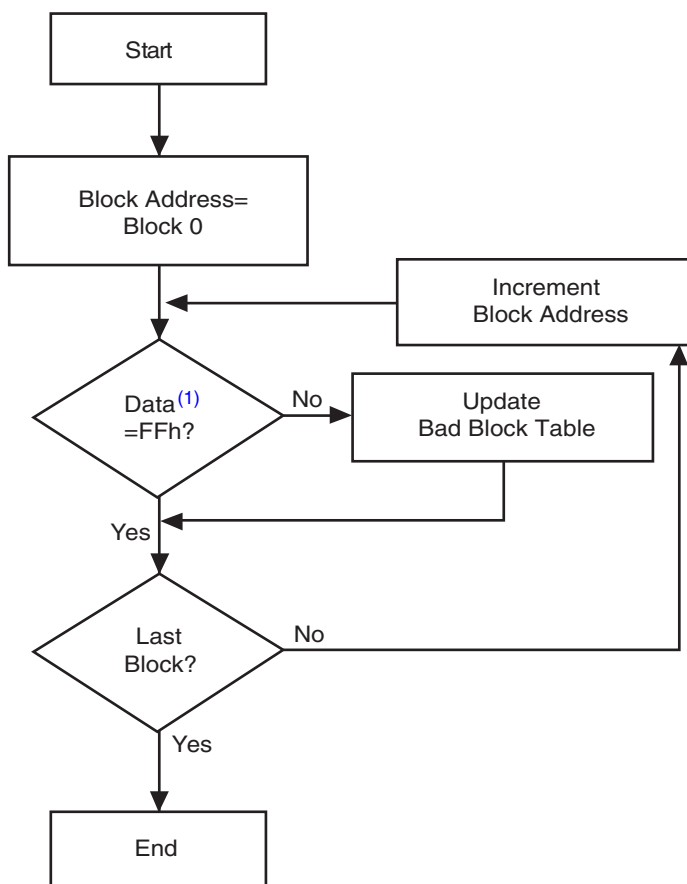 Start
Block Address=
Block 0
Increment
Block Address
Data(1)
=FFh?
No
Update
Bad Block Table
Yes
Last
Block?
No
Yes
End